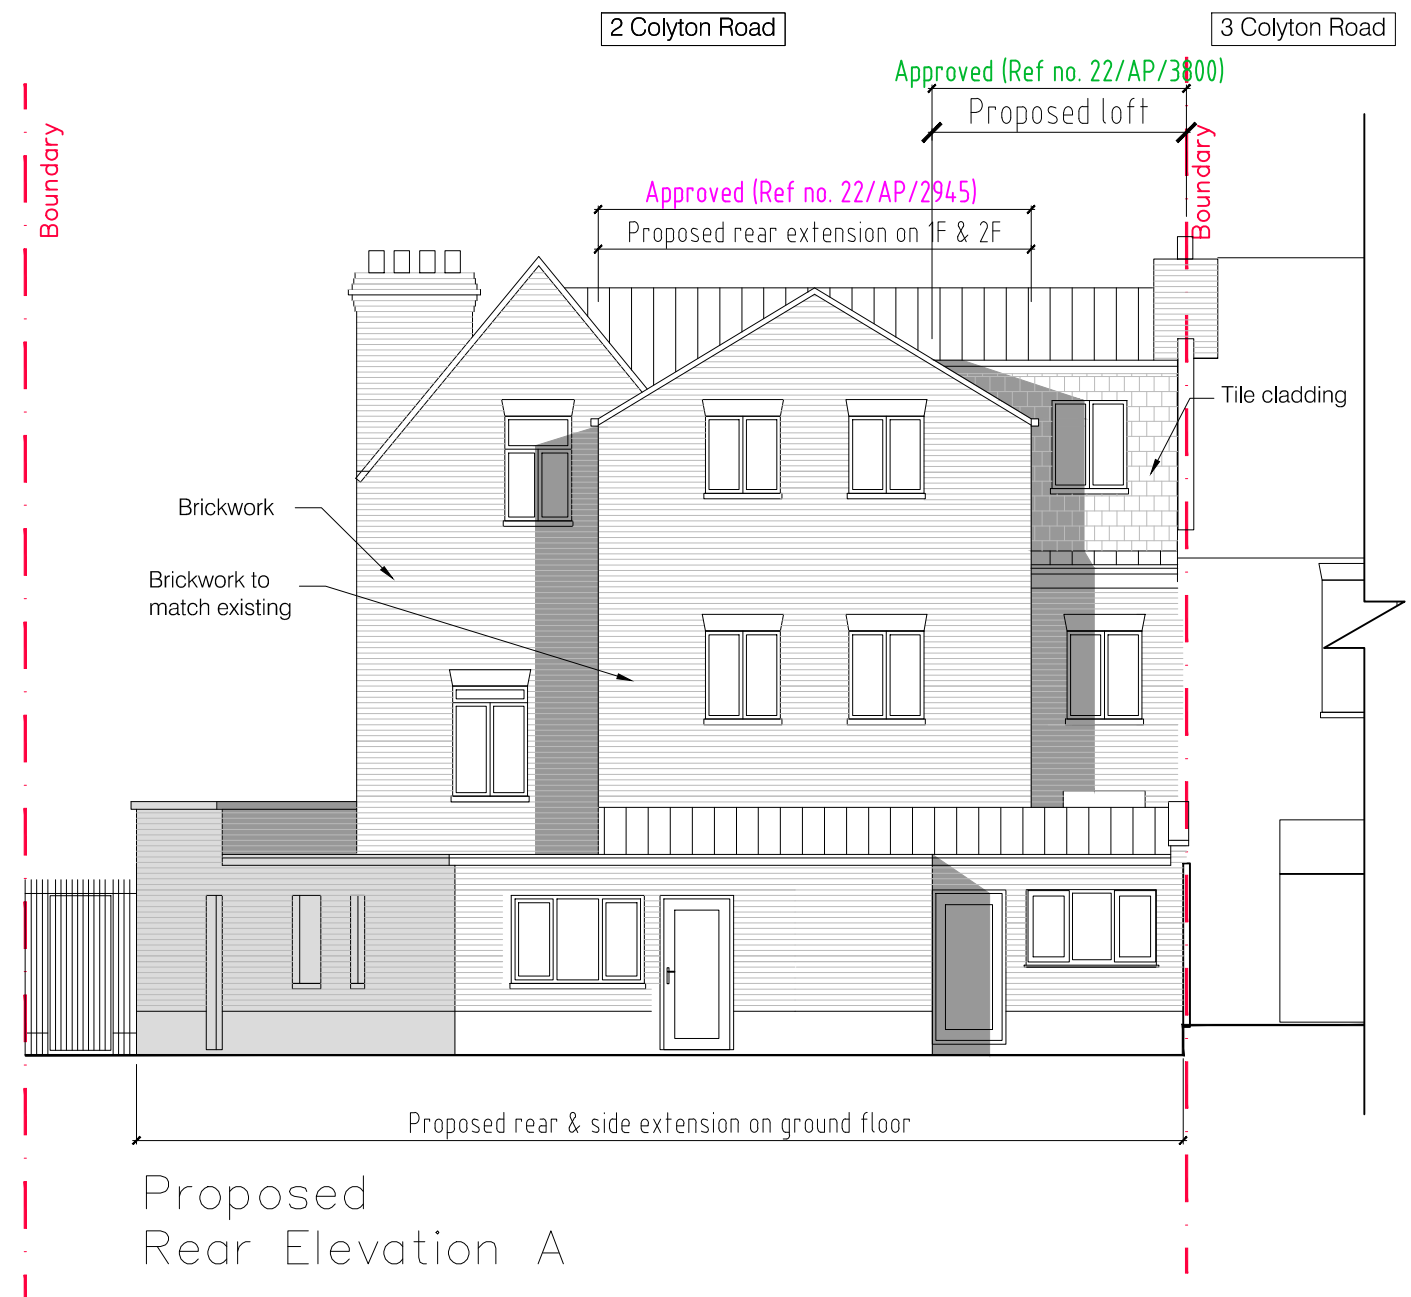 2 Colyton Road
3 Colyton Road
Approved (Ref no. 22/AP/3800)
Proposed loft
Boundary
Boundary
Approved (Ref no. 22/AP/2945)
Proposed rear extension on 1F & 2F
Tile cladding
Brickwork
Brickwork to
match existing
Proposed rear & side extension on ground floor
Proposed
Rear Elevation A